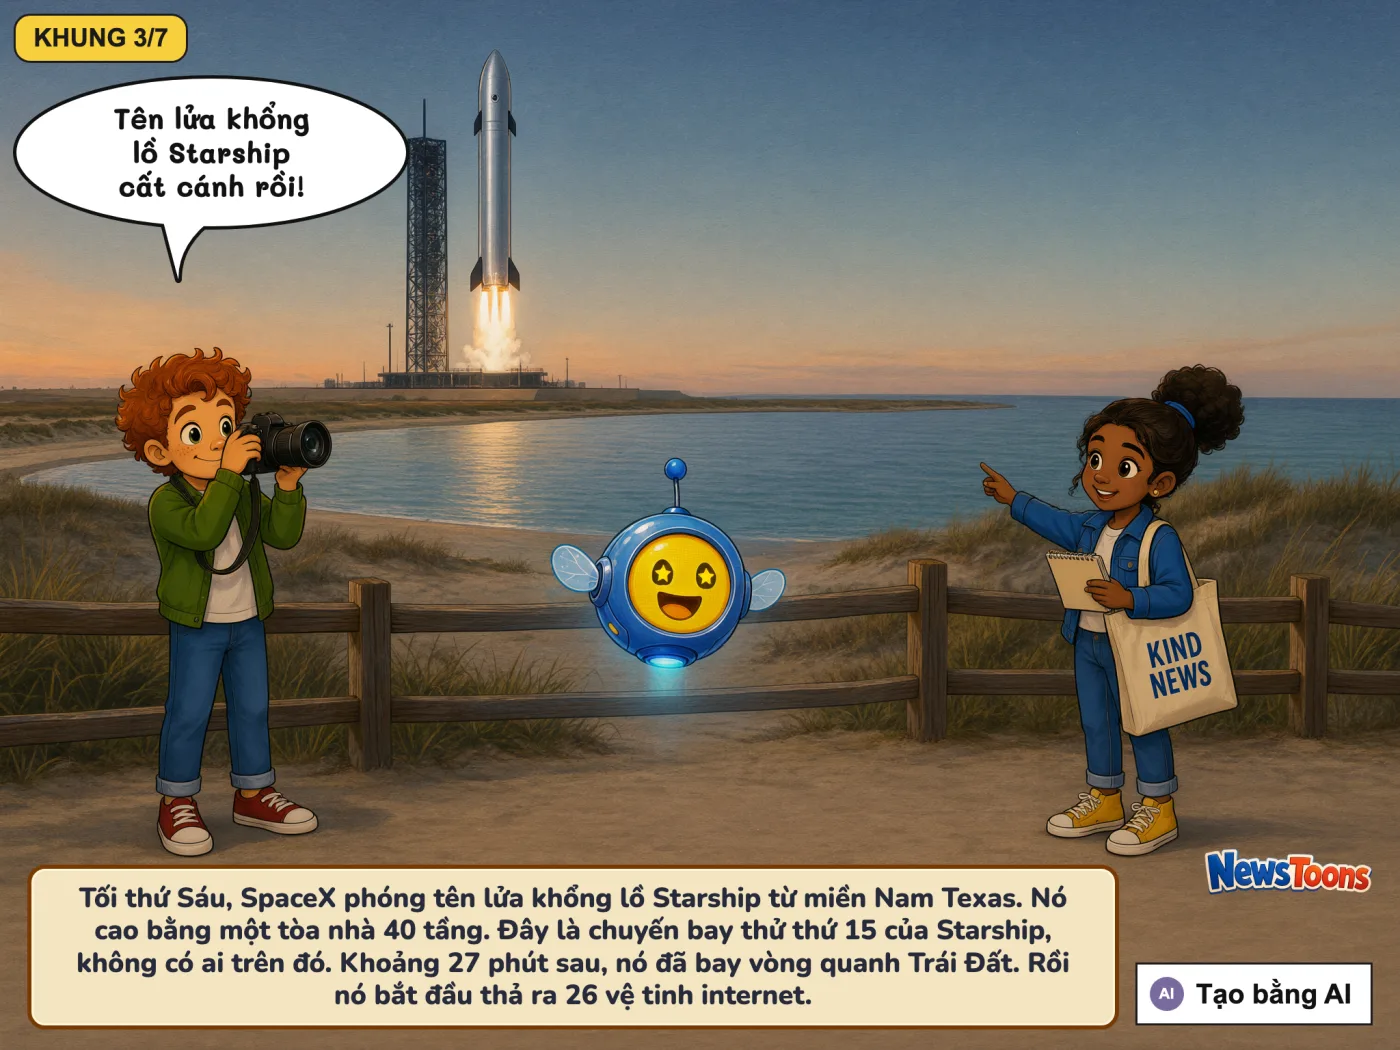 KHUNG 3/7
Tên lửa khổng
lồ Starship
cất cánh rồi!
KIND
NEWS
NewsToons
Tối thứ Sáu, SpaceX phóng tên lửa khổng lồ Starship từ miền Nam Texas. Nó
cao bằng một tòa nhà 40 tầng. Đây là chuyến bay thử thứ 15 của Starship,
không có ai trên đó. Khoảng 27 phút sau, nó đã bay vòng quanh Trái Đất. Rồi
nó bắt đầu thả ra 26 vệ tinh internet.
AI Tạo bằng AI